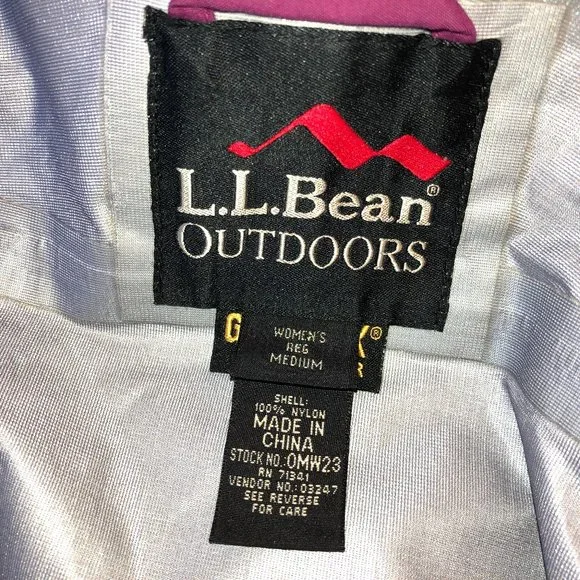 L.L.Bean®
OUTDOORS
G X®
WOMEN'S
REG
MEDIUM
R
SHELL:
100% NYLON
MADE IN
CHINA
STOCK NO.:OMW23
RN 71341
VENDOR NO.: 03247
SEE REVERSE
FOR CARE